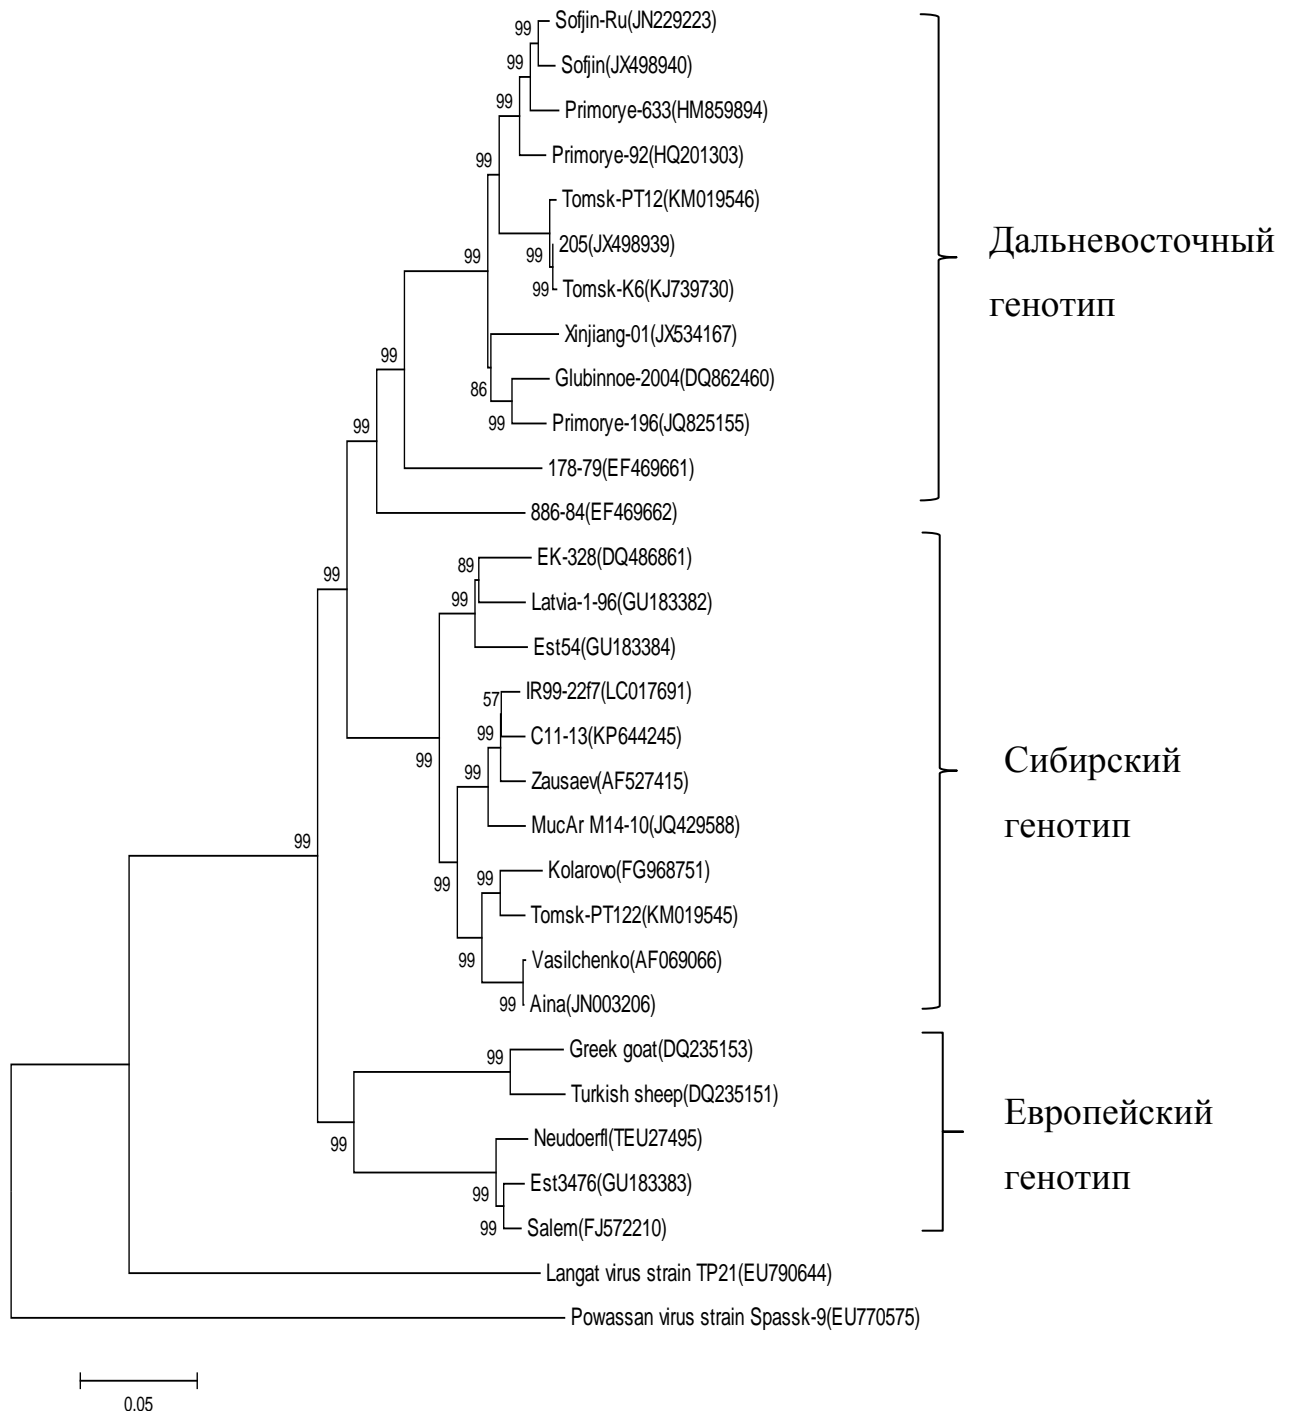 99
Sofjin-Ru(JN229223)
99
Sofjin(JX498940)
99
Primorye-633(HM859894)
99
Primorye-92(HQ201303)
Tomsk-PT12(KM019546)
99
205(JX498939)
99
Tomsk-K6(KJ739730)
99
Xinjiang-01(JX534167)
99
Glubinnoe-2004(DQ862460)
86
Primorye-196(JQ825155)
99
178-79(EF469661)
99
886-84(EF469662)
Дальневосточный
генотип
EK-328(DQ486861)
89
Latvia-1-96(GU183382)
99
99
Est54(GU183384)
IR99-22f7(LC017691)
57
C11-13(KP644245)
99
99
Zausaev(AF527415)
99
MucAr M14-10(JQ429588)
Kolarovo(FG968751)
99
99
Tomsk-PT122(KM019545)
Vasilchenko(AF069066)
99
Aina(JN003206)
99
Сибирский
генотип
99
Greek goat(DQ235153)
99
Turkish sheep(DQ235151)
Neudoerfl(TEU27495)
99
Est3476(GU183383)
99
Salem(FJ572210)
99
Европейский
генотип
Langat virus strain TP21(EU790644)
Powassan virus strain Spassk-9(EU770575)
0.05